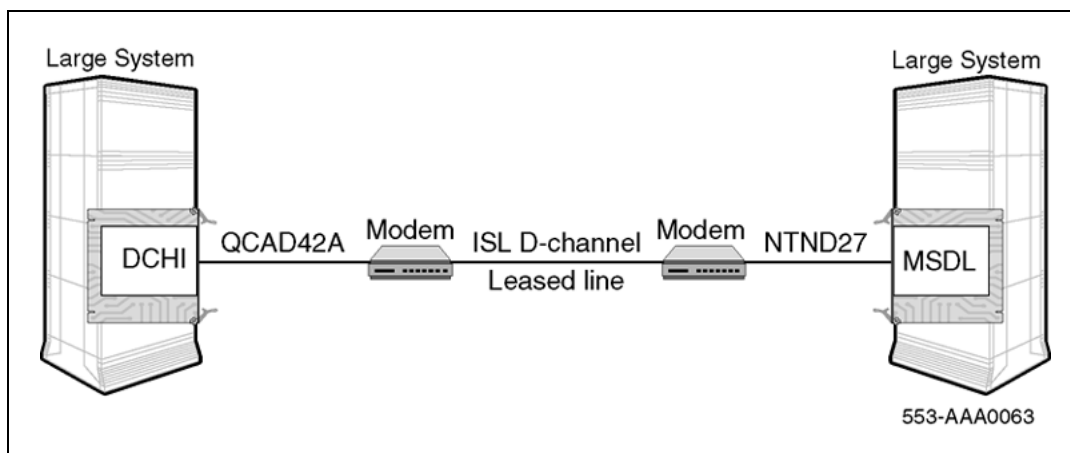 Large System
Large System
DCHI
QCAD42A
Modem
ISL D-channel
Leased line
Modem
NTND27
MSDL
553-AAA0063